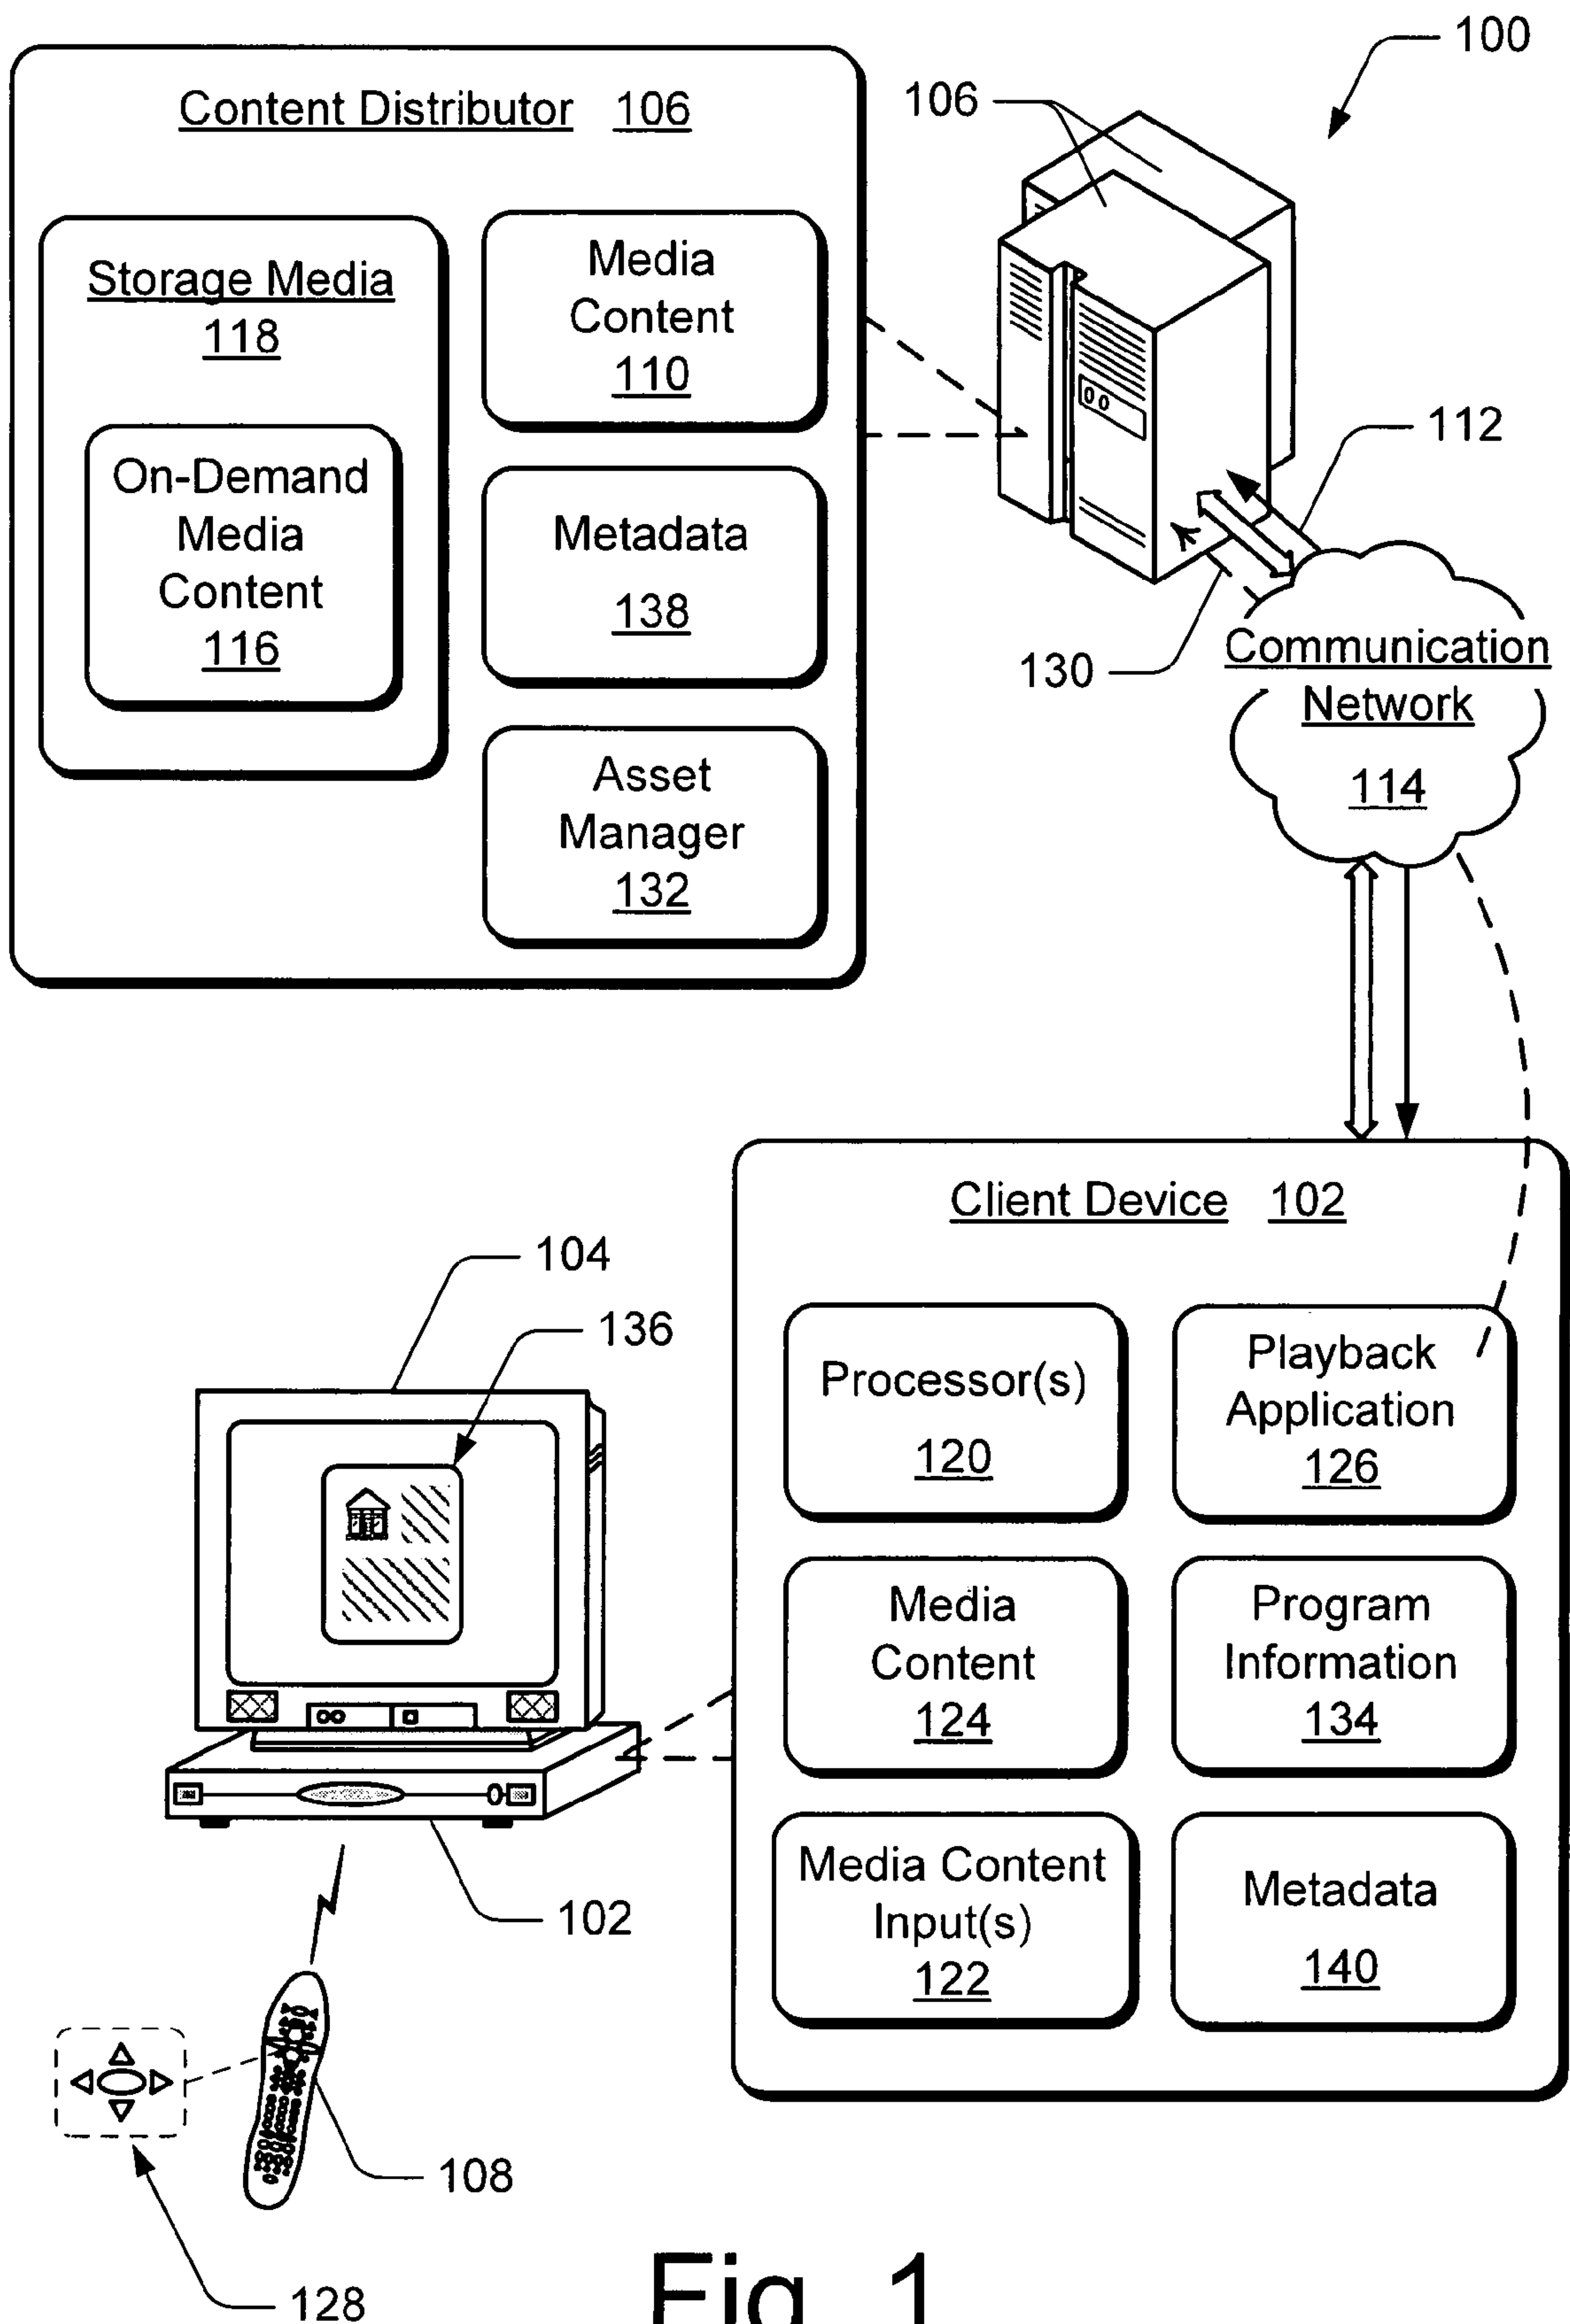 100
Content Distributor 106
106
Storage Media
118
On-Demand
Media
Content
116
Media
Content
110
Metadata
138
Asset
Manager
132
112
130
Communication
Network
114
Client Device 102
Processor(s)
120
Playback
Application
126
Media
Content
124
Program
Information
134
Media Content
Input(s)
122
Metadata
140
104
136
102
108
128
Fig. 1